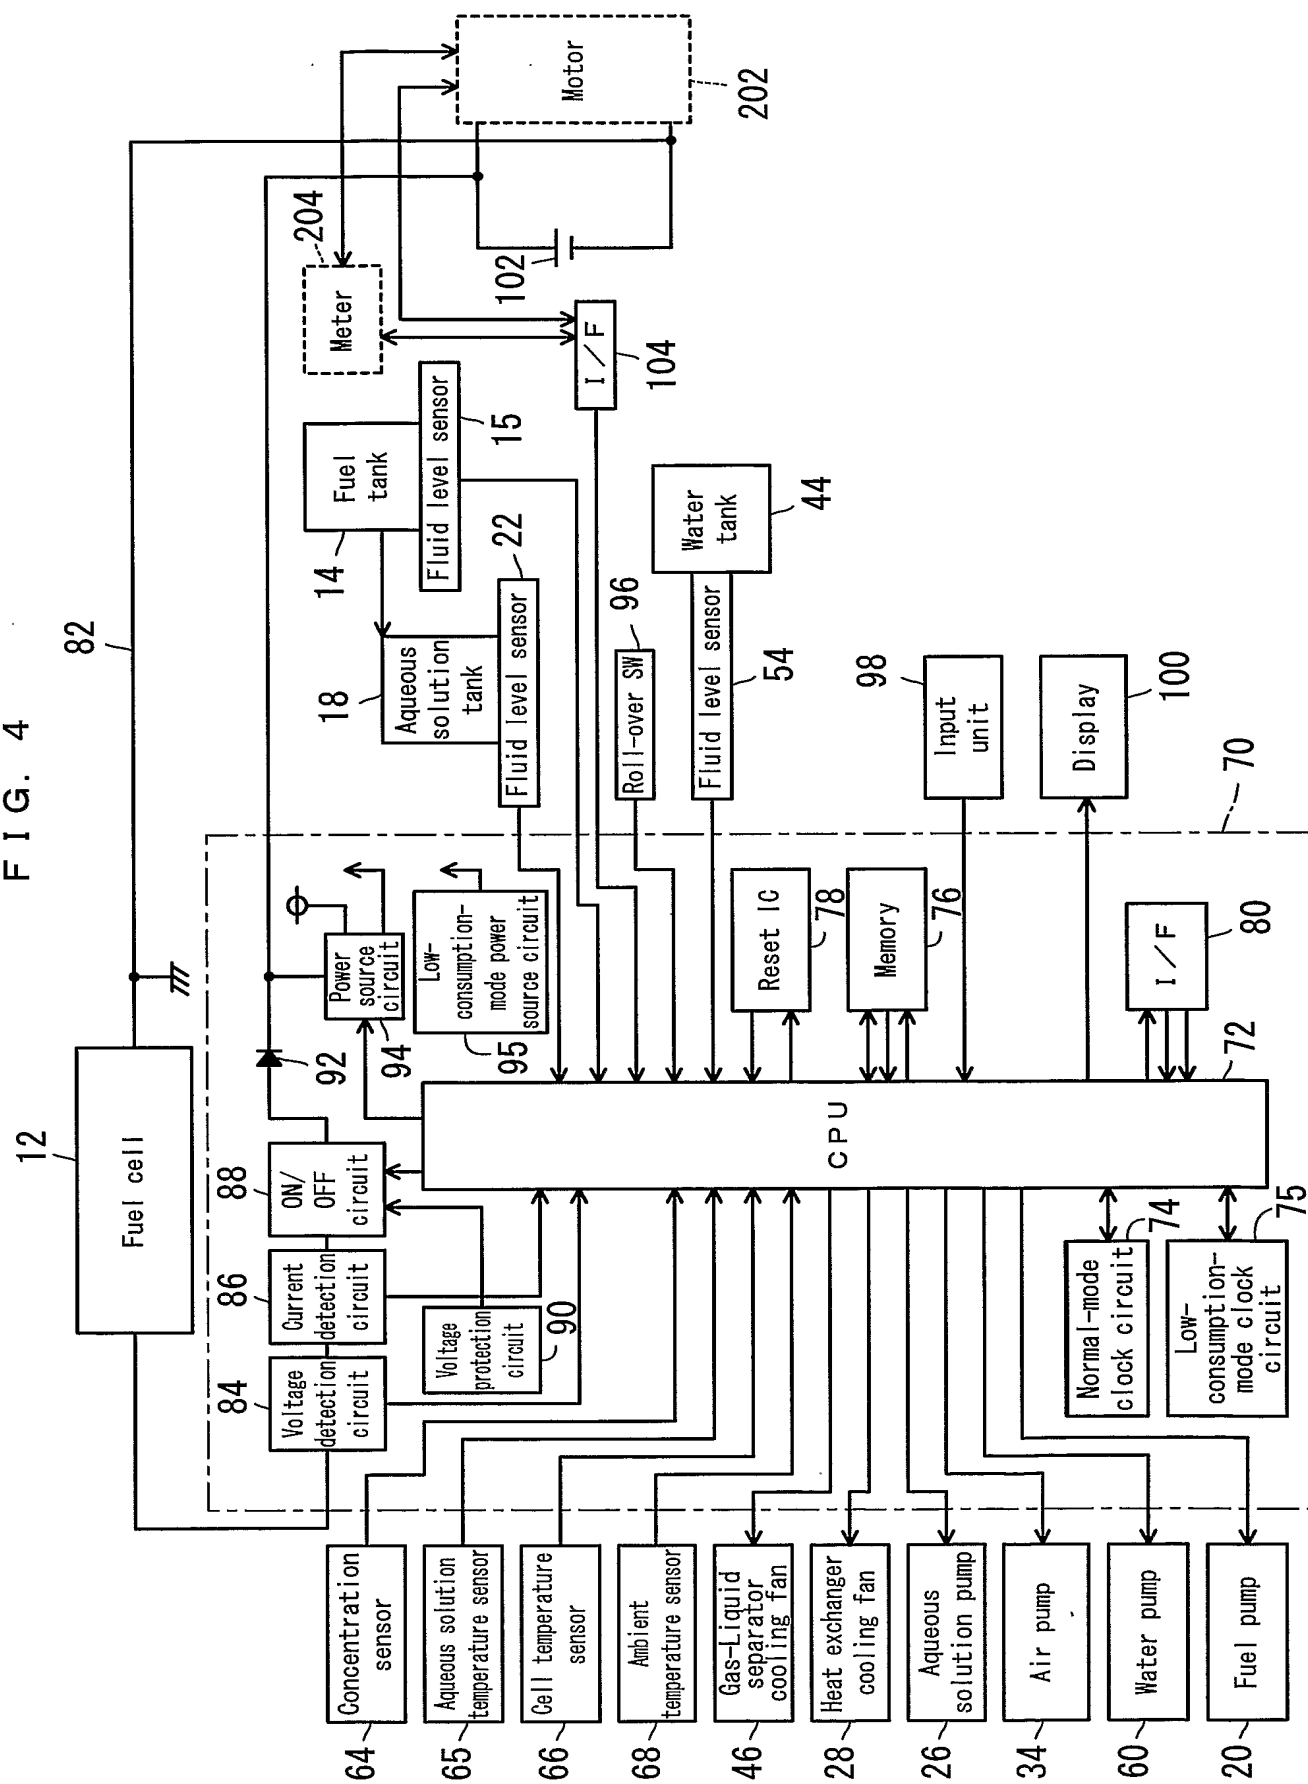 FIG. 4
12
Fuel cell
82
Motor
202
Meter
204
102
I/F
104
Fuel
tank
14
Fluid level sensor
15
Aqueous
solution
tank
18
Fluid level sensor
22
Roll-over SW
96
Water
tank
44
Fluid level sensor
54
Input
unit
98
Display
100
70
Voltage
detection
circuit
84
Current
detection
circuit
86
ON/
OFF
circuit
88
Voltage
protection
circuit
90
92
Power
source
circuit
94
Low-
consumption-
mode power
source circuit
95
Reset IC
78
Memory
76
I/F
80
CPU
72
Normal-mode
clock circuit
74
Low-
consumption-
mode clock
circuit
75
Concentration
sensor
64
Aqueous solution
temperature sensor
65
Cell temperature
sensor
66
Ambient
temperature sensor
68
Gas-Liquid
separator
cooling fan
46
Heat exchanger
cooling fan
28
Aqueous
solution pump
26
Air pump
34
Water pump
60
Fuel pump
20